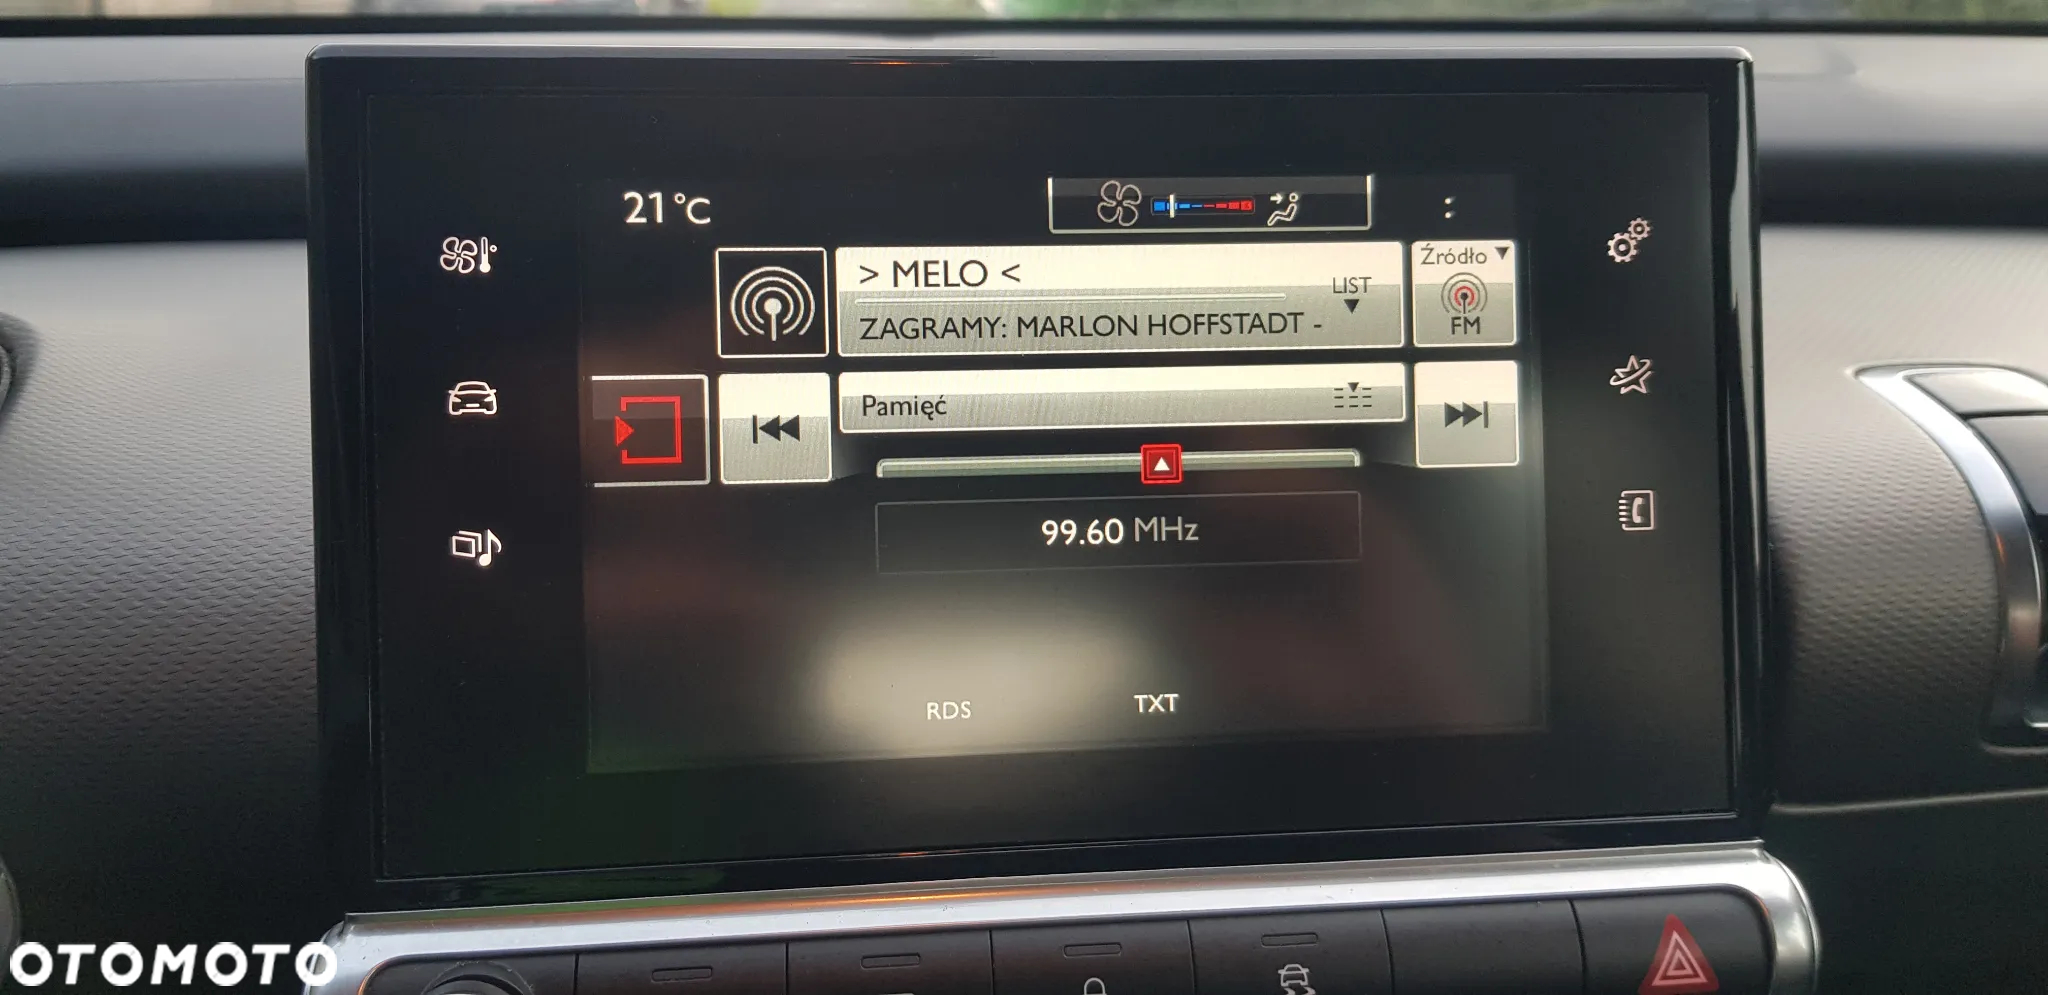 21 °C
:
> MELO <
LIST
ZAGRAMY: MARLON HOFFSTADT -
Źródło
FM
Pamięć
99.60 MHz
RDS
TXT
OTOMOTO